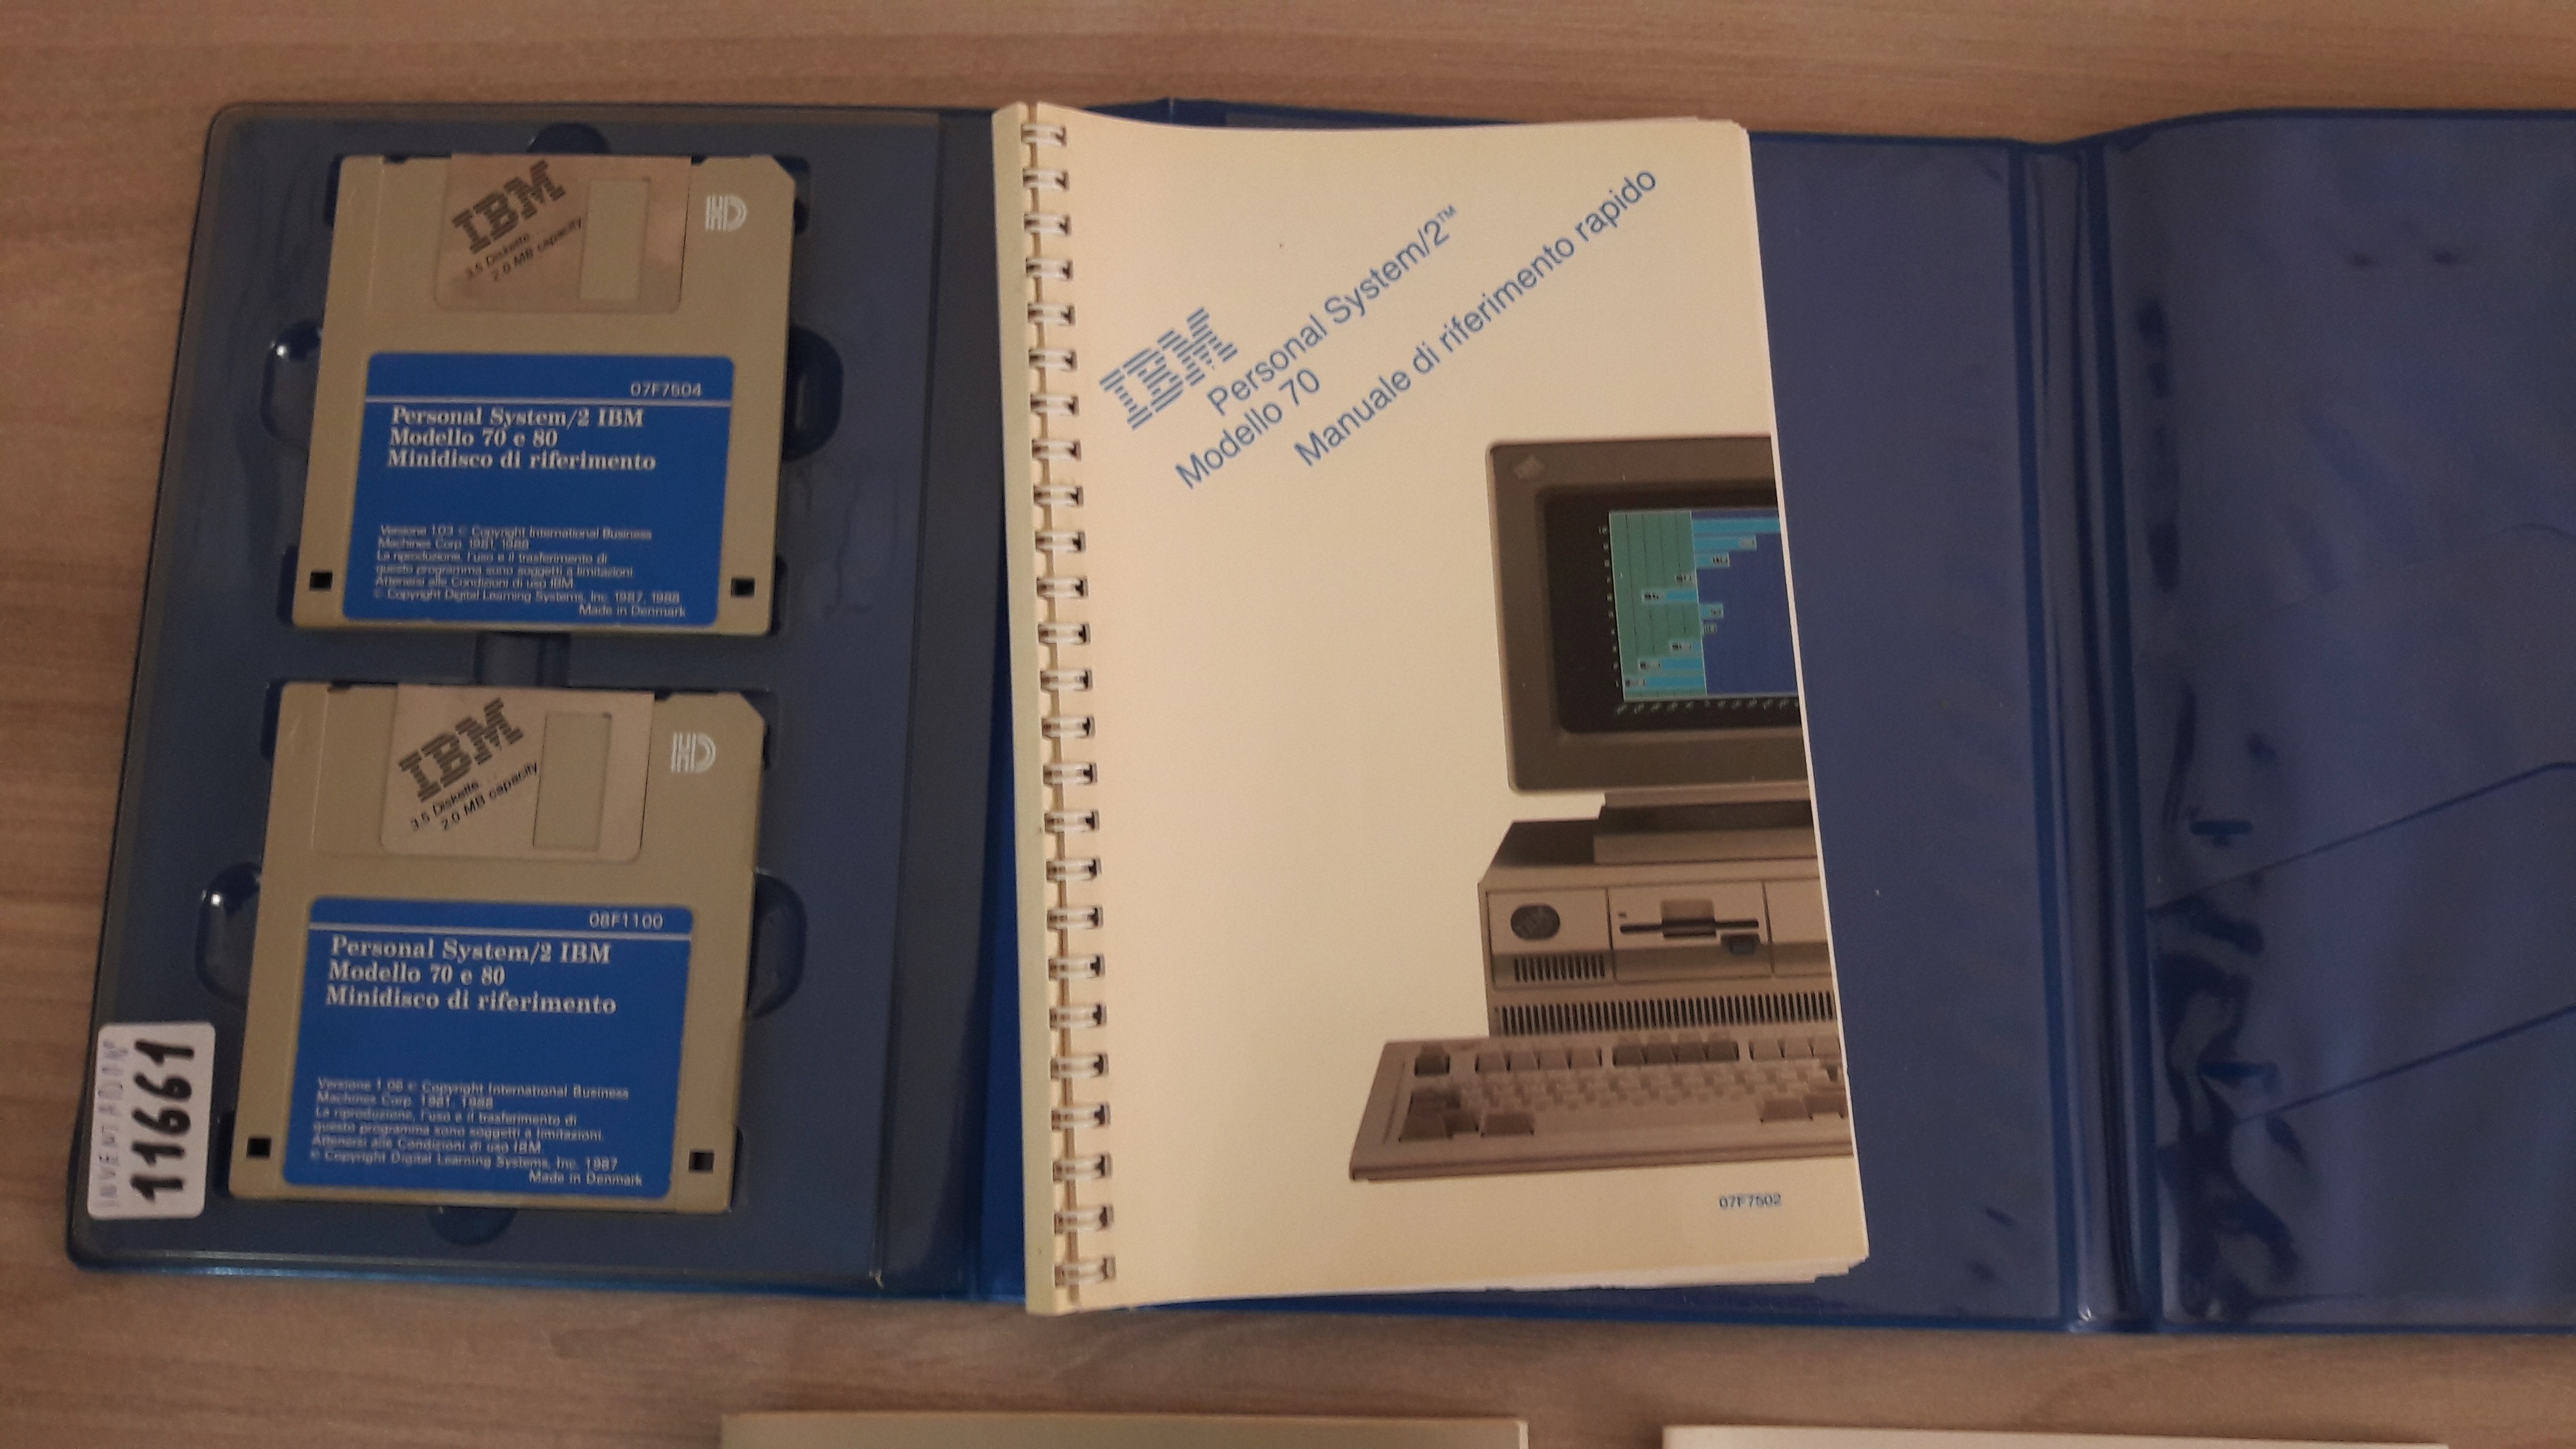 IBM
3.5 Diskette
2.0 MB capacity
HD
07F7504
Personal System/2 IBM
Modello 70 e 80
Minidisco di riferimento
Versione 1.03 © Copyright International Business
Machines Corp. 1981, 1988
La riproduzione, l'uso e il trasferimento di
questo programma sono soggetti a limitazioni.
Attenersi alle Condizioni di uso IBM.
© Copyright Digital Learning Systems, Inc. 1987, 1988
Made in Denmark
IBM
3.5 Diskette
2.0 MB capacity
HD
08F1100
Personal System/2 IBM
Modello 70 e 80
Minidisco di riferimento
Versione 1.06 © Copyright International Business
Machines Corp. 1981, 1988
La riproduzione, l'uso e il trasferimento di
questo programma sono soggetti a limitazioni.
Attenersi alle Condizioni di uso IBM.
© Copyright Digital Learning Systems, Inc. 1987
Made in Denmark
INVENTARIO N°
11661
IBM
Personal System/2™
Modello 70
Manuale di riferimento rapido
07F7502